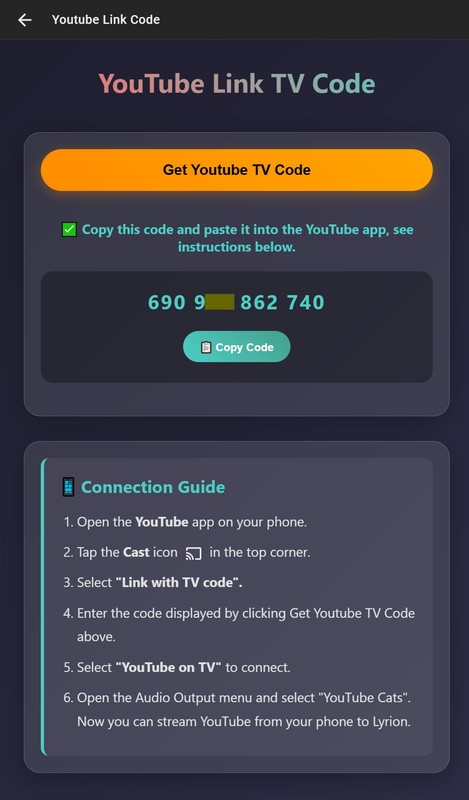 Youtube Link Code
YouTube Link TV Code
Get Youtube TV Code
✅ Copy this code and paste it into the YouTube app, see
instructions below.
690 9 862 740
📋 Copy Code
📱 Connection Guide
1. Open the YouTube app on your phone.
2. Tap the Cast icon in the top corner.
3. Select "Link with TV code".
4. Enter the code displayed by clicking Get Youtube TV Code
above.
5. Select "YouTube on TV" to connect.
6. Open the Audio Output menu and select "YouTube Cats".
Now you can stream YouTube from your phone to Lyrion.